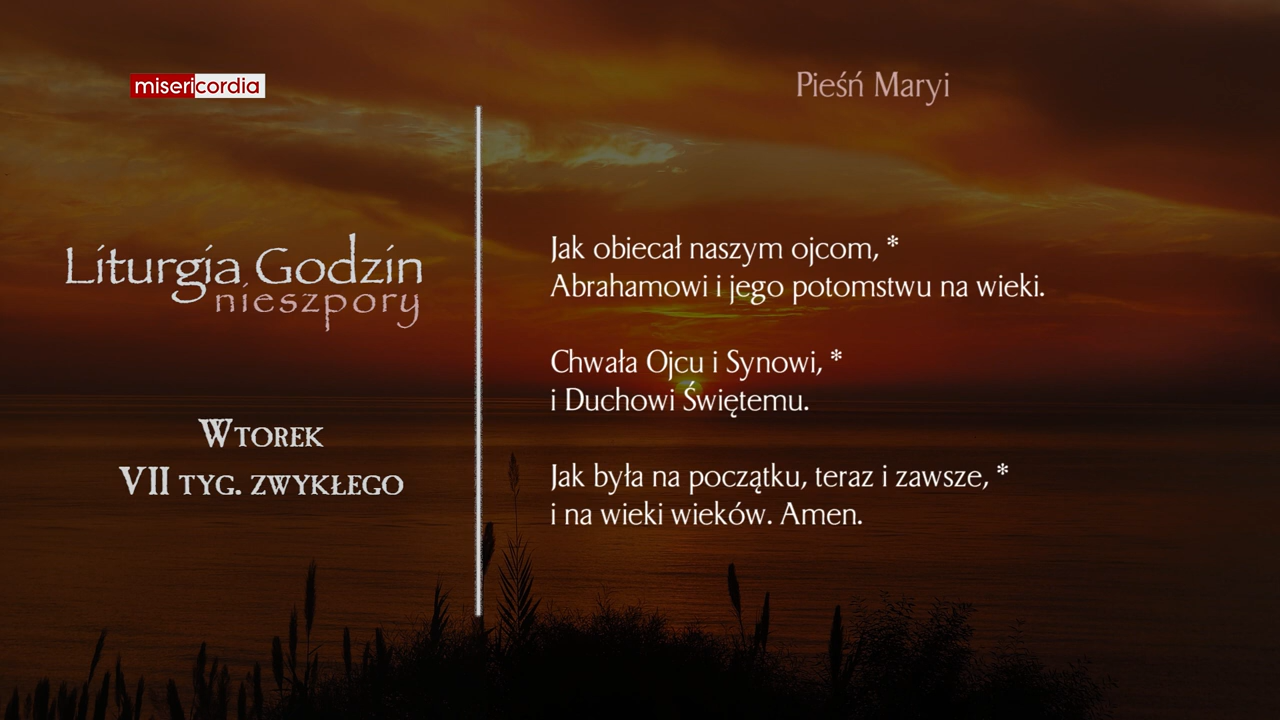 misericordia
Pieśń Maryi
Liturgia Godzin
nieszpory
Wtorek
VII tyg. zwykłego
Jak obiecał naszym ojcom, *
Abrahamowi i jego potomstwu na wieki.
Chwała Ojcu i Synowi, *
i Duchowi Świętemu.
Jak była na początku, teraz i zawsze, *
i na wieki wieków. Amen.